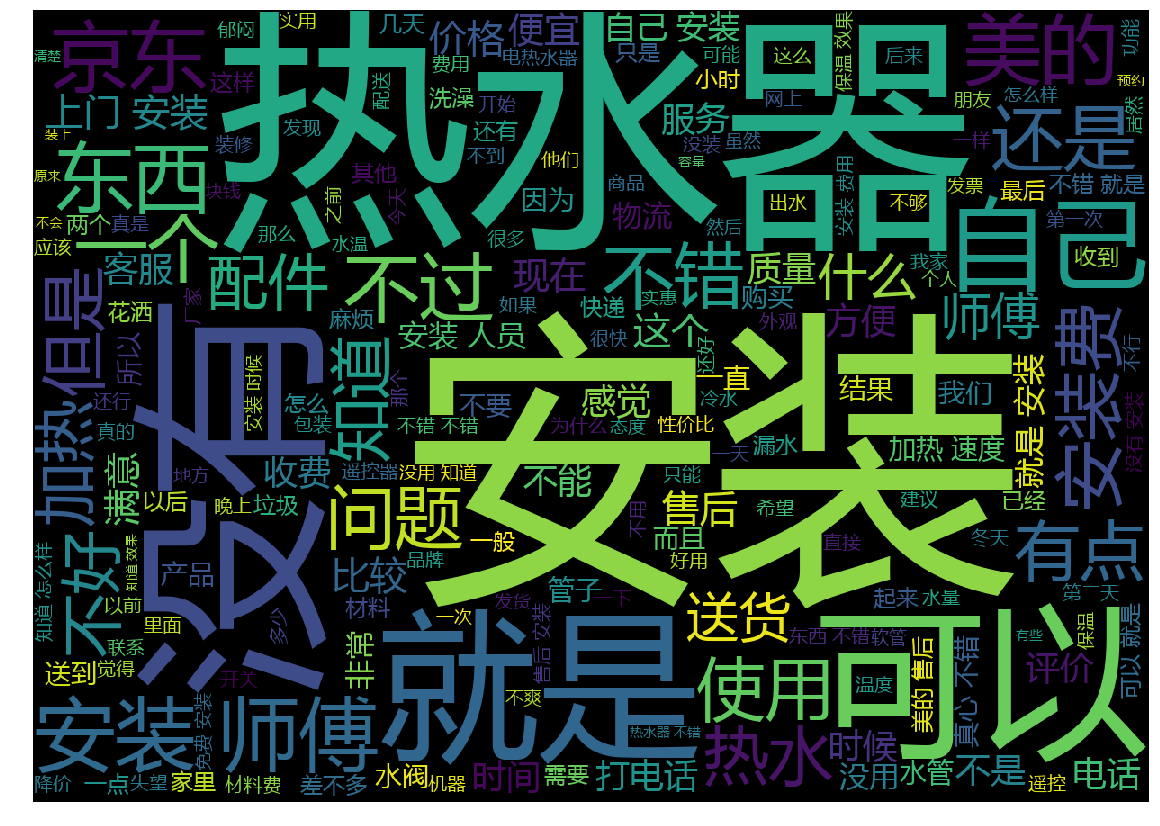 郁闷
实用
几天
价格
便宜
自己 安装
效果
保温
美的
功能
清楚
京东
热水器
电热水器
只是
可能
这么
后来
这样
费用
配送
小时
预约
上门 安装
洗澡
开始
网上
朋友
怎么样
居然
装上
发现
还有
服务
没装
虽然
还是
一样
装修
不到
他们
容量
原来
东西
块钱
其他
今天
之前
因为
商品
安装 费用
出水
不够
发票
最后
不错 就是
不会
两个
真是
物流
然后
自己
第一次
应该
一个
那么
水温
很多
收到
客服
配件
不过
现在
不错
质量
什么
我家
个人
花洒
厂家
麻烦
如果
快递
实惠
购买
但是
所以
没有
安装 时候
知道
安装 人员
很快
这个
还好
外观
方便
师傅
安装费
不行
那个
安装
一直
结果
就是 安装
还行
怎么
包装
不要
感觉
冷水
我们
没有 安装
加热
真的
不错 不错
为什么
态度
性价比
一天
漏水
加热 速度
满意
地方
收费
遥控器
没用 知道
不能
只能
以后
晚上
垃圾
问题
售后
希望
建议
已经
不用
一般
而且
直接
冬天
有点
知道 怎么样
不好
知道 效果
产品
比较
品牌
好用
以前
材料
管子
发货
一下
起来
水量
第二天
里面
多少
一次
送货
联系
非常
就是
售后 安装
东西 不错
软管
有些
保温
送到
觉得
开关
使用
可以
温度
美的 售后
真心 不错
评价
可以 就是
安装 师傅
免费 安装
不爽
热水器 不错
热水
时候
降价
一点
失望
家里
材料费
差不多
水阀
机器
时间
需要
打电话
没用
水管
不是
遥控
电话